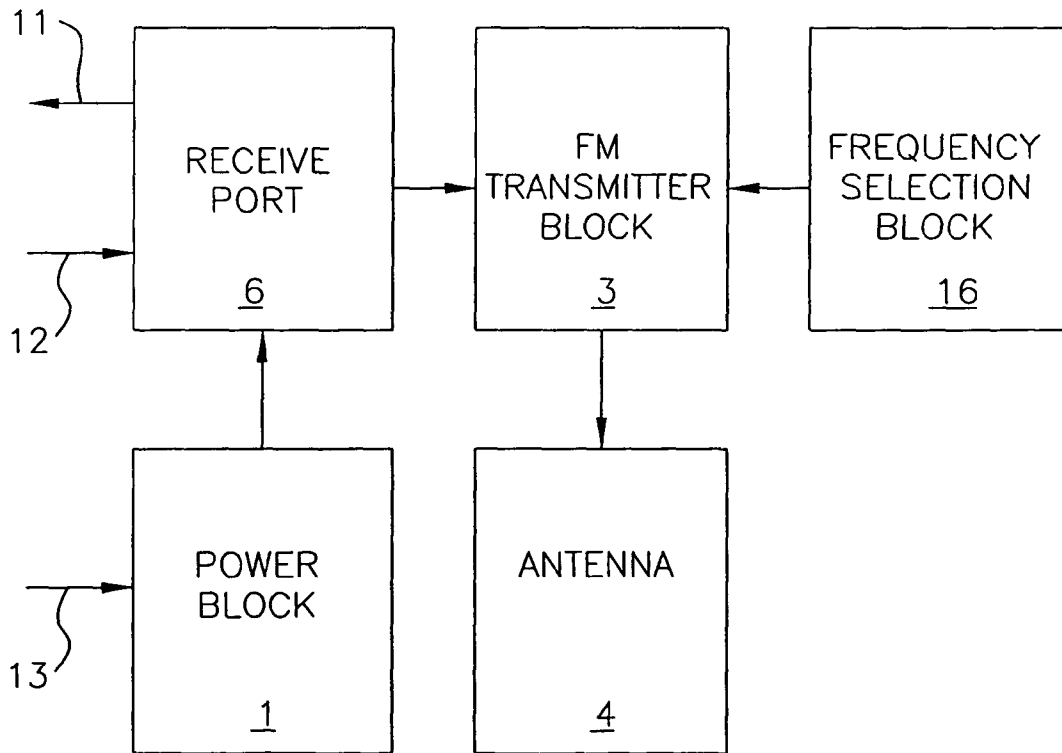 11
RECEIVE
PORT
6
12
FM
TRANSMITTER
BLOCK
3
FREQUENCY
SELECTION
BLOCK
16
POWER
BLOCK
1
13
ANTENNA
4